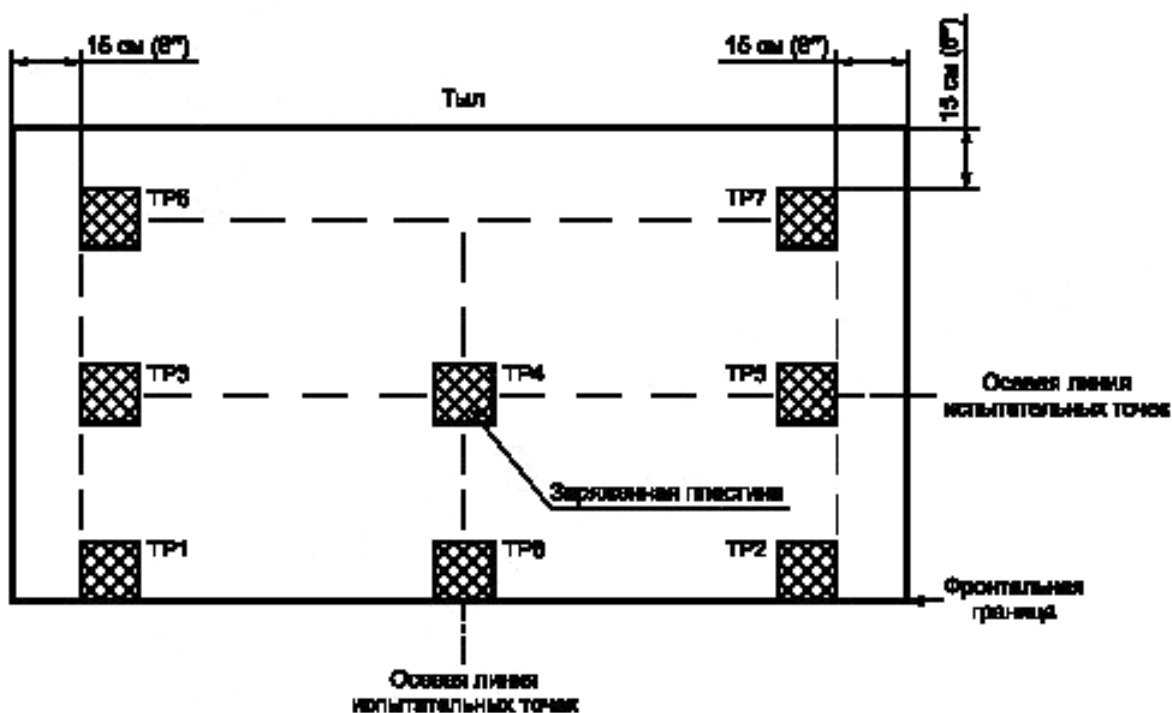 15 см (6")
15 см (6")
15 см (6")
Тыл
TP6
TP7
TP3
TP4
TP5
Осевая линия
испытательных точек
Заряженная пластина
TP1
TP8
TP2
Фронтальная
граница
Осевая линия
испытательных точек